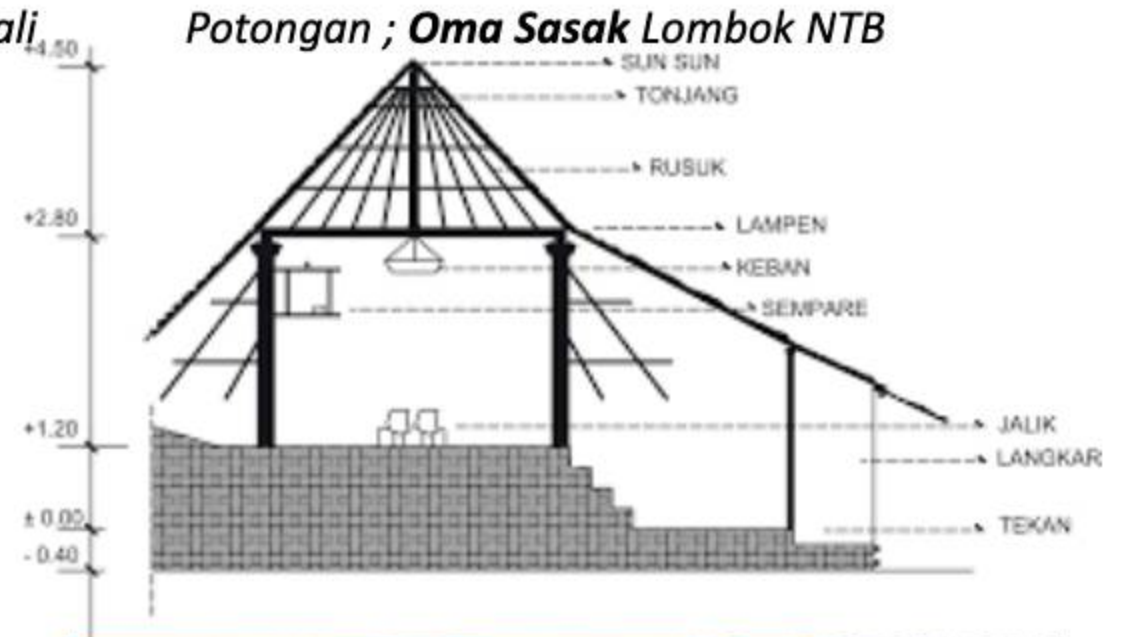 ali
Potongan ; Oma Sasak Lombok NTB
+4.50
SUN SUN
TONJANG
RUSUK
+2.80
LAMPEN
KEBAN
SEMPARE
+1.20
JALIK
LANGKAR
± 0.00
TEKAN
- 0.40